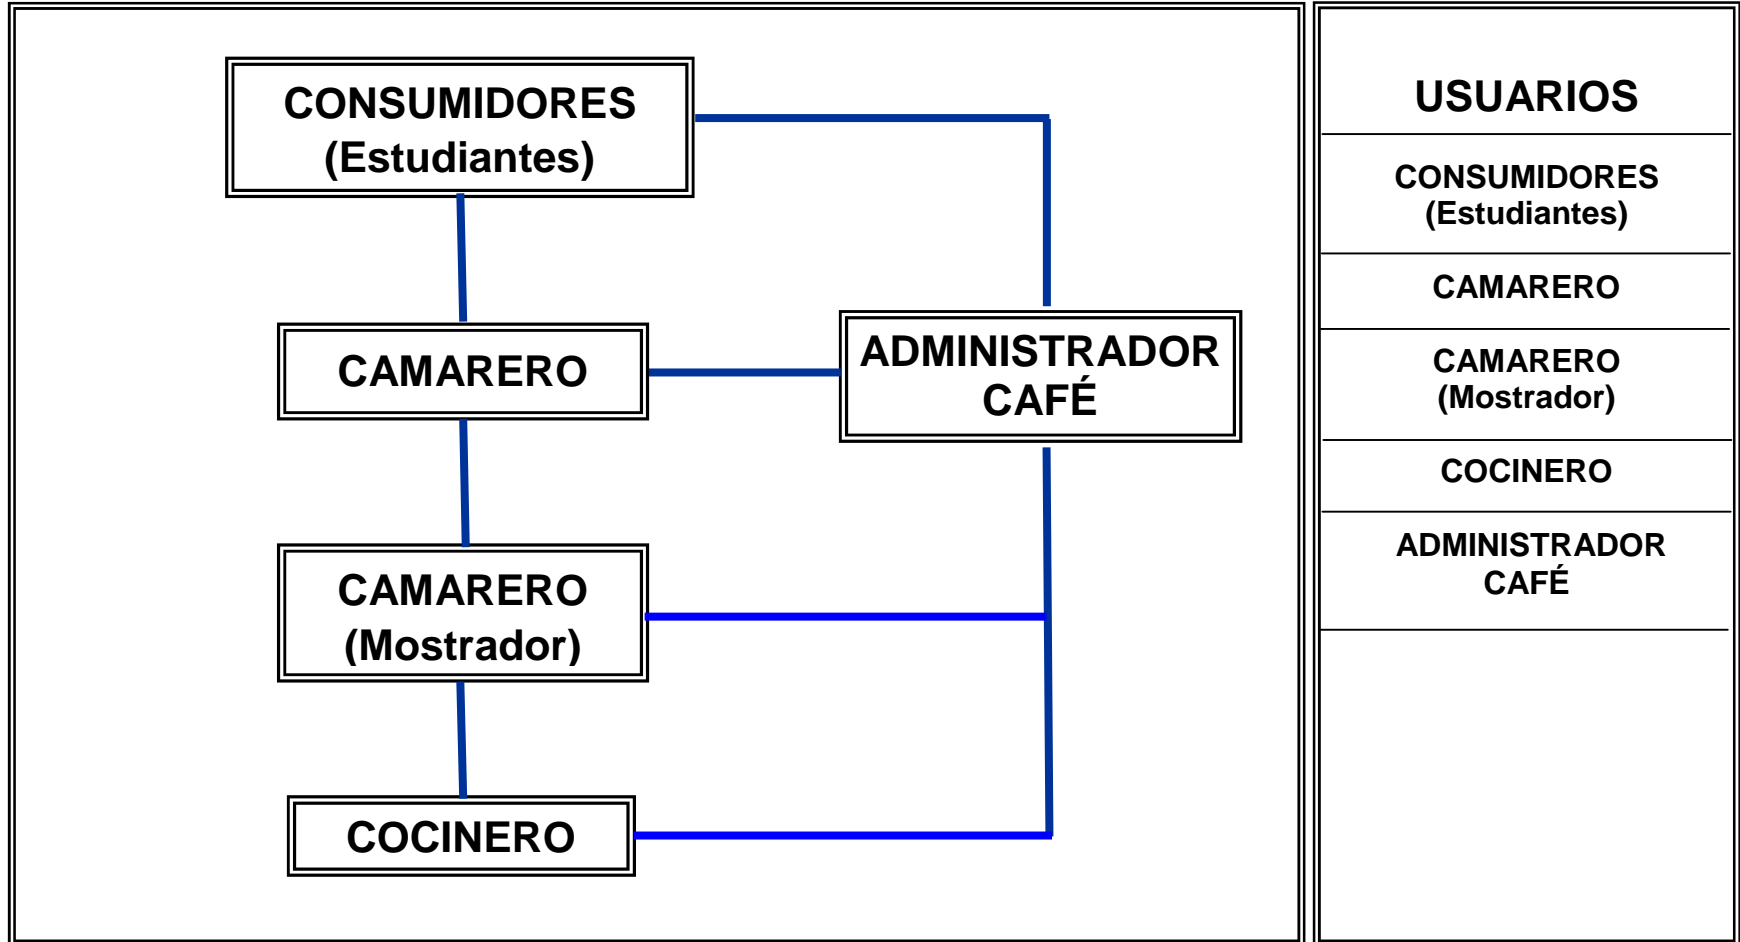 CONSUMIDORES
(Estudiantes)
CAMARERO
ADMINISTRADOR
CAFÉ
CAMARERO
(Mostrador)
COCINERO
USUARIOS
CONSUMIDORES
(Estudiantes)
CAMARERO
CAMARERO
(Mostrador)
COCINERO
ADMINISTRADOR
CAFÉ